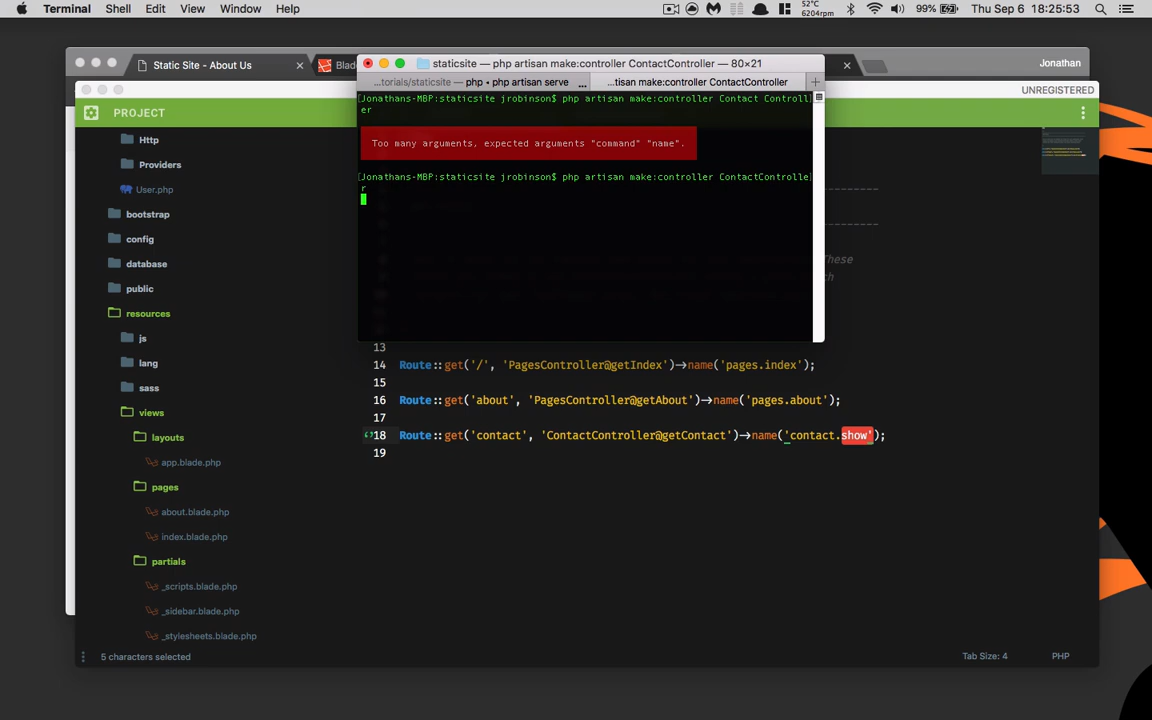 Terminal Shell Edit View Window Help 52°C 6204rpm 99% Thu Sep 6 18:25:53
Static Site - About Us × Blad × Jonathan
staticsite — php artisan make:controller ContactController — 80×21
...torials/staticsite — php • php artisan serve ... ...tisan make:controller ContactController +
UNREGISTERED
PROJECT
[Jonathans-MBP:staticsite jrobinson$ php artisan make:controller Contact Controll]
er
Too many arguments, expected arguments "command" "name".
[Jonathans-MBP:staticsite jrobinson$ php artisan make:controller ContactControlle]
r
Http
Providers
User.php
bootstrap
config
database
public
resources
js
lang
sass
views
layouts
app.blade.php
pages
about.blade.php
index.blade.php
partials
_scripts.blade.php
_sidebar.blade.php
_stylesheets.blade.php
These
13
14 Route::get('/', 'PagesController@getIndex')->name('pages.index');
15
16 Route::get('about', 'PagesController@getAbout')->name('pages.about');
17
18 Route::get('contact', 'ContactController@getContact')->name('contact.show');
19
5 characters selected Tab Size: 4 PHP